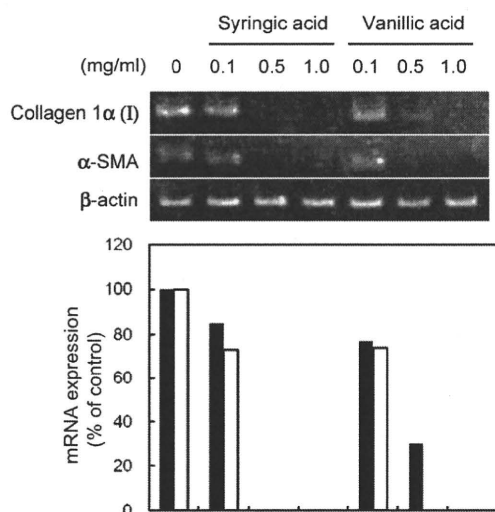 Syringic acid Vanillic acid
(mg/ml) 0 0.1 0.5 1.0 0.1 0.5 1.0
Collagen 1α (I)
α-SMA
β-actin
mRNA expression
(% of control)
120
100
80
60
40
20
0